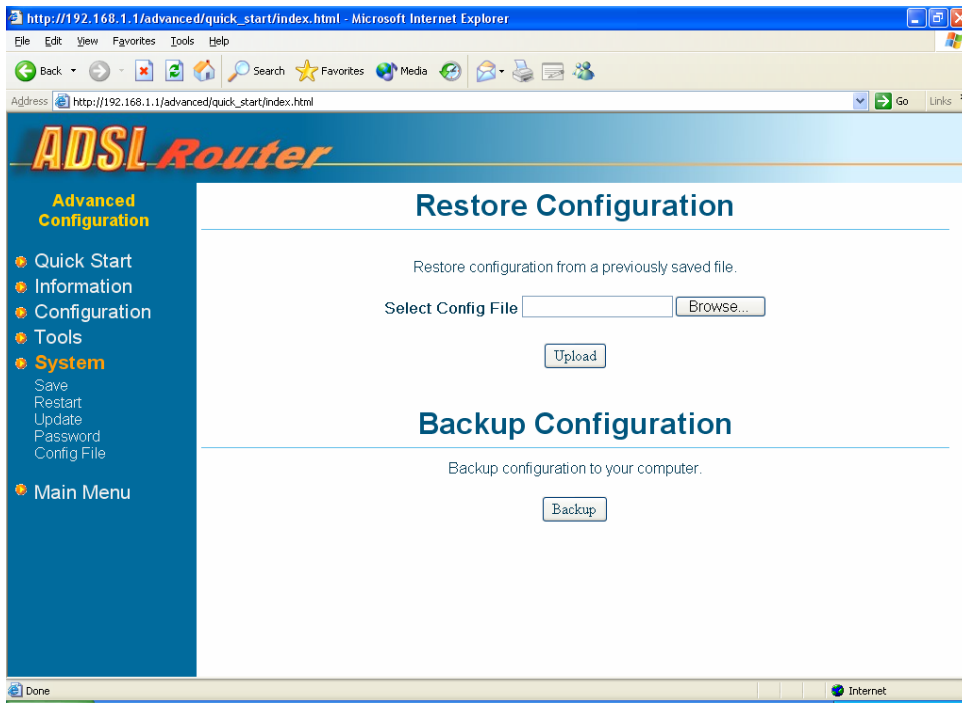 http://192.168.1.1/advanced/quick_start/index.html - Microsoft Internet Explorer
File Edit View Favorites Tools Help
Back Search Favorites Media
Address http://192.168.1.1/advanced/quick_start/index.html Go Links
ADSL Router
Advanced
Configuration
Quick Start
Information
Configuration
Tools
System
Save
Restart
Update
Password
Config File
Main Menu
Restore Configuration
Restore configuration from a previously saved file.
Select Config File Browse...
Upload
Backup Configuration
Backup configuration to your computer.
Backup
Done Internet